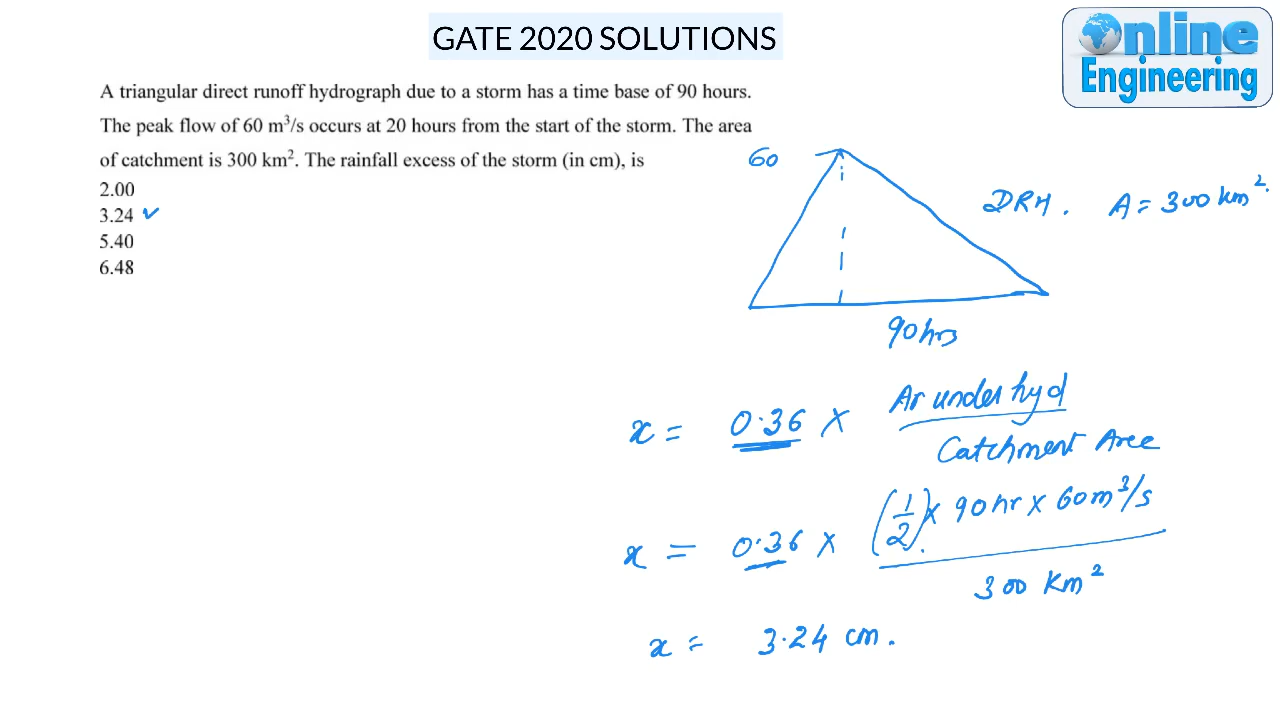 GATE 2020 SOLUTIONS
Online
Engineering
A triangular direct runoff hydrograph due to a storm has a time base of 90 hours.
The peak flow of 60 m³/s occurs at 20 hours from the start of the storm. The area
of catchment is 300 km². The rainfall excess of the storm (in cm), is
2.00
3.24 ✓
5.40
6.48
60
DRH. A = 300 km².
90hrs
x = 0.36 × Ar under hyd
Catchment Area
x = 0.36 × (1/2) × 90hr × 60m³/s
300 Km²
x = 3.24 cm.